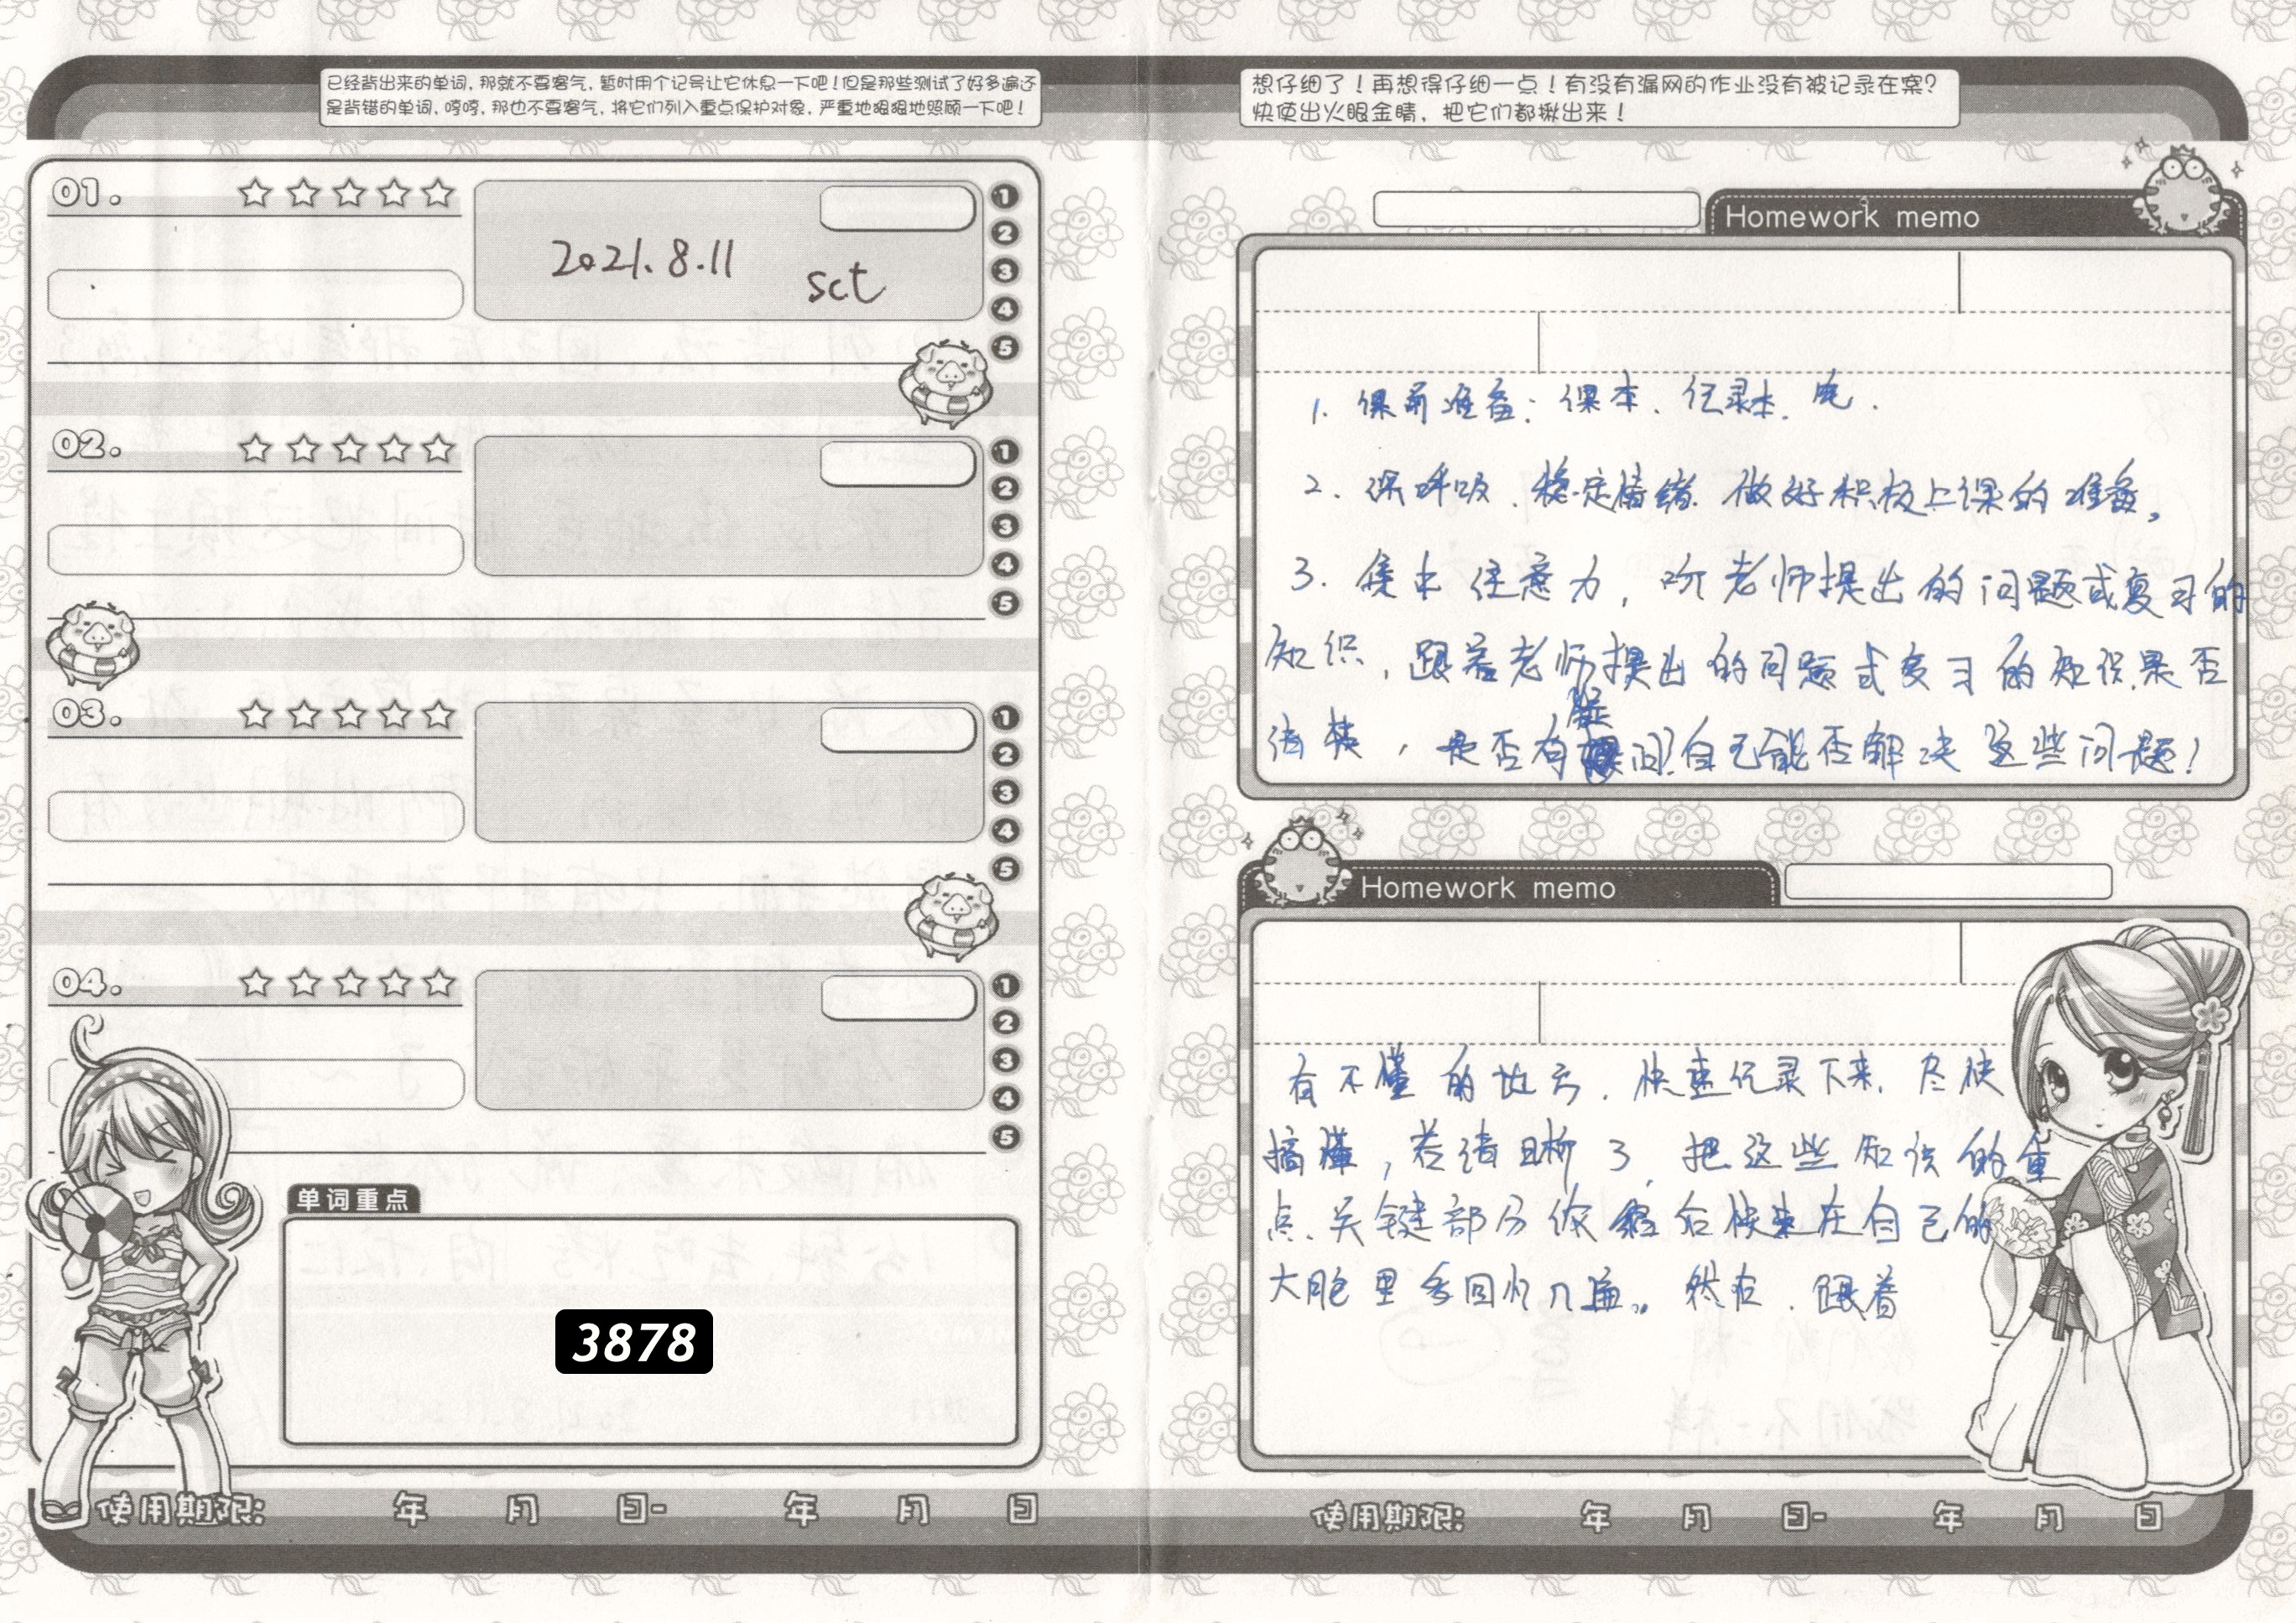 已经背出来的单词,那就不要客气,暂时用个记号让它休息一下吧!但是那些测试了好多遍还
是背错的单词,哼哼,那也不要客气,将它们列入重点保护对象,严重地狠狠地照顾一下吧!
01.
2021.8.11
sct
1
2
3
4
5
02.
1
2
3
4
5
03.
1
2
3
4
5
04.
1
2
3
4
5
单词重点
3878
使用期限: 年 月 日- 年 月 日
想仔细了!再想得仔细一点!有没有漏网的作业没有被记录在案?
快使出火眼金睛,把它们都揪出来!
Homework memo
1. 课前准备:课本、记录本、笔.
2. 深呼吸、稳定情绪.做好积极上课的准备。
3. 集中注意力,听老师提出的问题或复习的
知识,跟着老师提出的问题或复习的知识,是否
清楚,是否有疑问?自己能否解决这些问题!
Homework memo
有不懂的地方.快速记录下来,尽快
搞懂,若清晰了,把这些知识的重
点.关键部分依
后快速在自己的
大脑里多回忆几遍。然后.跟着
使用期限: 年 月 日- 年 月 日